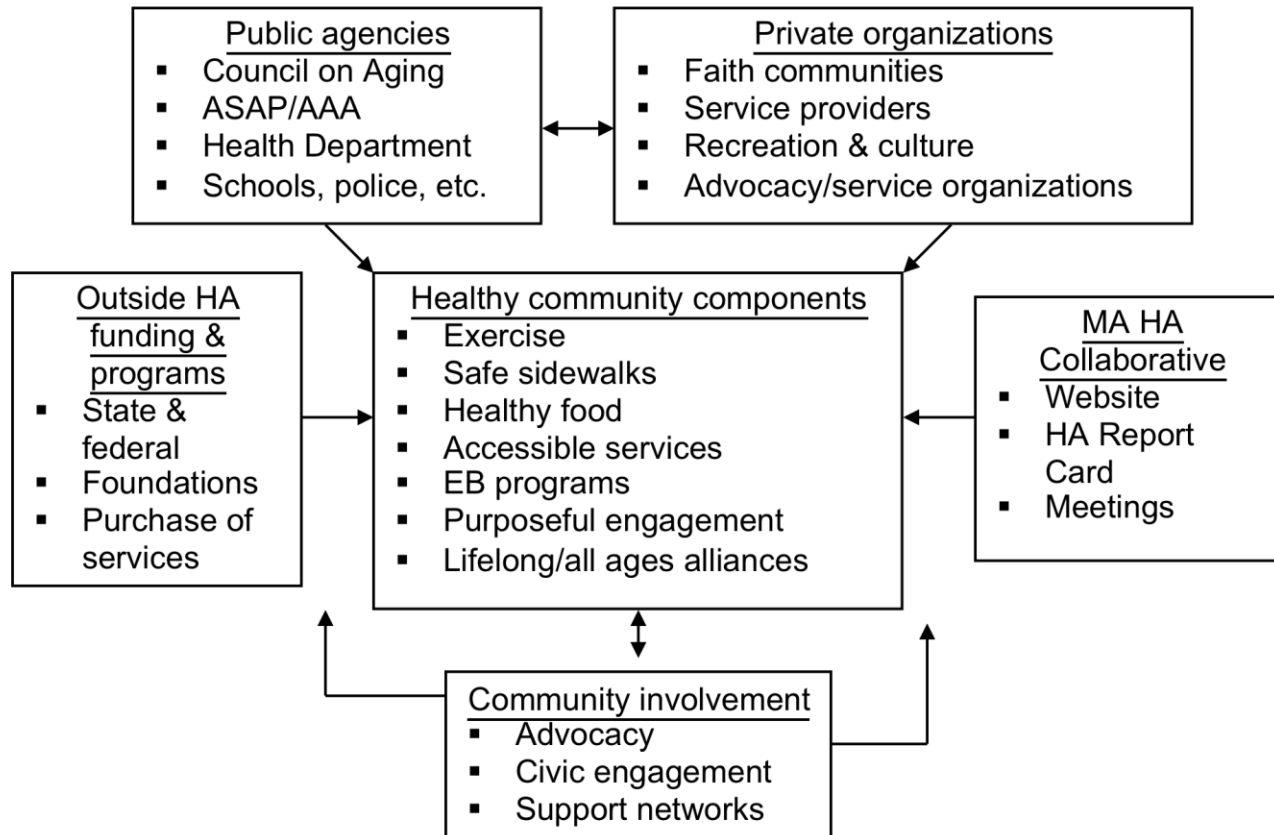 Public agencies
▪ Council on Aging
▪ ASAP/AAA
▪ Health Department
▪ Schools, police, etc.
Private organizations
▪ Faith communities
▪ Service providers
▪ Recreation & culture
▪ Advocacy/service organizations
Outside HA
funding &
programs
▪ State &
federal
▪ Foundations
▪ Purchase of
services
Healthy community components
▪ Exercise
▪ Safe sidewalks
▪ Healthy food
▪ Accessible services
▪ EB programs
▪ Purposeful engagement
▪ Lifelong/all ages alliances
MA HA
Collaborative
▪ Website
▪ HA Report
Card
▪ Meetings
Community involvement
▪ Advocacy
▪ Civic engagement
▪ Support networks